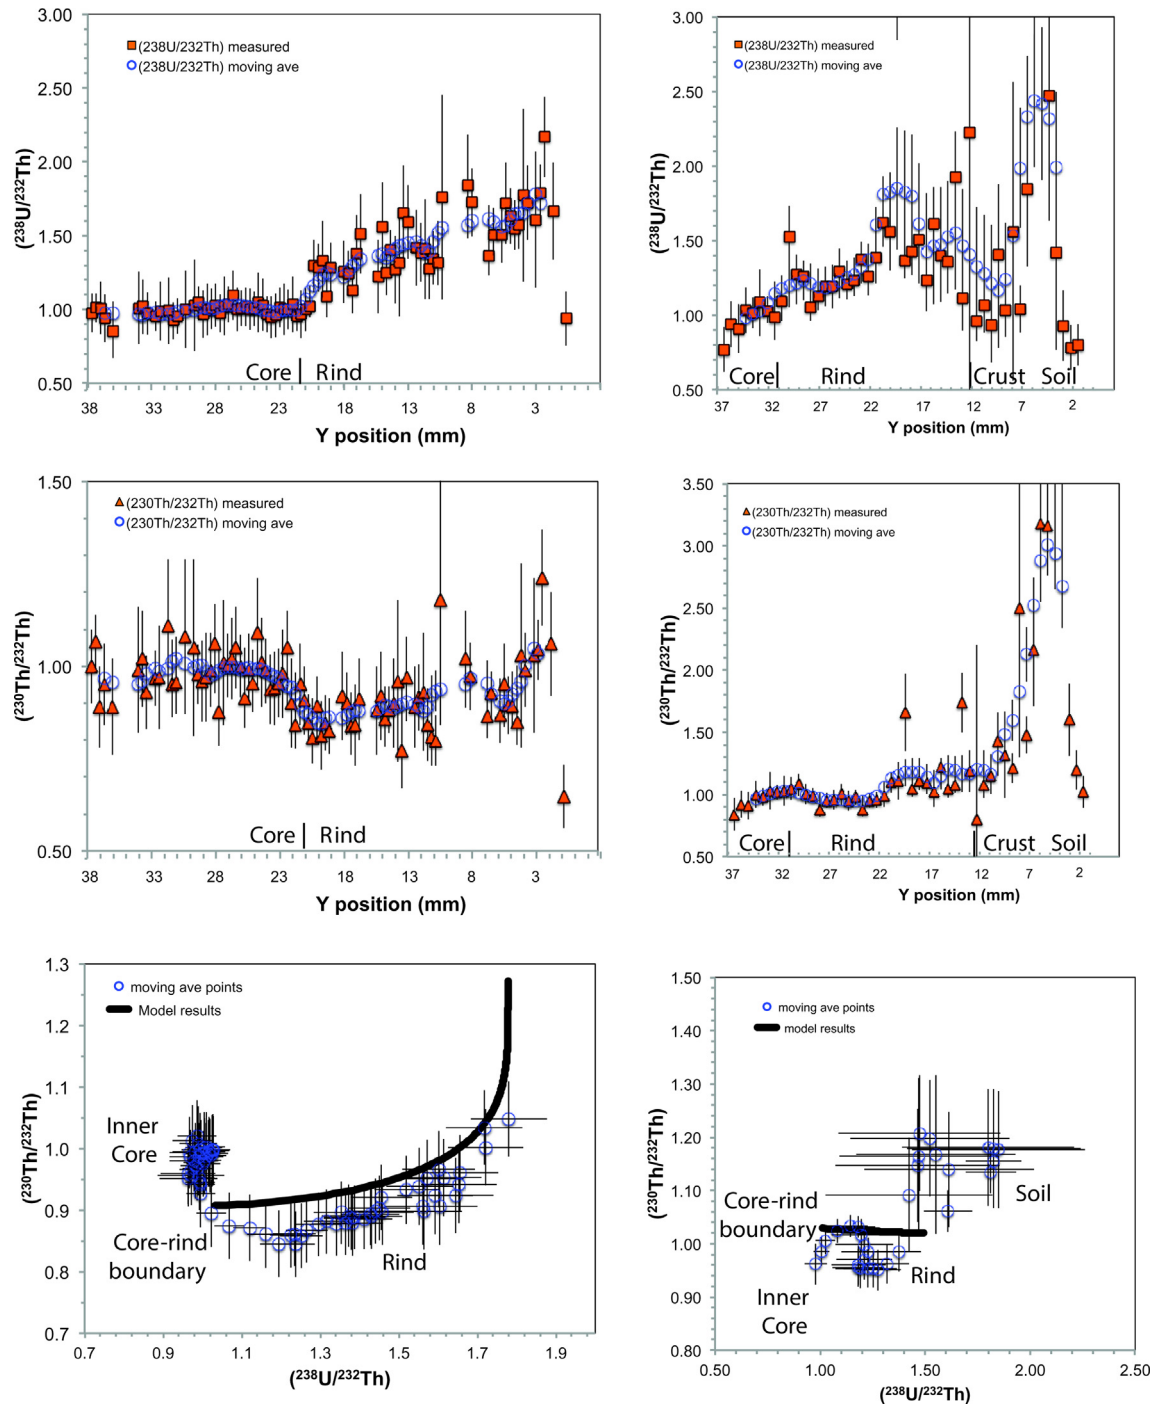 3.00
2.50
2.00
1.50
1.00
0.50
(238U/232Th)
(238U/232Th) measured
(238U/232Th) moving ave
Core Rind
38 33 28 23 18 13 8 3
Y position (mm)
3.00
2.50
2.00
1.50
1.00
0.50
(238U/232Th)
(238U/232Th) measured
(238U/232Th) moving ave
Core Rind Crust Soil
37 32 27 22 17 12 7 2
Y position (mm)
1.50
1.00
0.50
(230Th/232Th)
(230Th/232Th) measured
(230Th/232Th) moving ave
Core Rind
38 33 28 23 18 13 8 3
Y position (mm)
3.50
3.00
2.50
2.00
1.50
1.00
0.50
(230Th/232Th)
(230Th/232Th) measured
(230Th/232Th) moving ave
Core Rind Crust Soil
37 32 27 22 17 12 7 2
Y position (mm)
1.3
1.2
1.1
1.0
0.9
0.8
0.7
(230Th/232Th)
moving ave points
Model results
Inner
Core
Core-rind
boundary
Rind
0.7 0.9 1.1 1.3 1.5 1.7 1.9
(238U/232Th)
1.50
1.40
1.30
1.20
1.10
1.00
0.90
0.80
(230Th/232Th)
moving ave points
model results
Core-rind
boundary
Soil
Rind
Inner
Core
0.50 1.00 1.50 2.00 2.50
(238U/232Th)